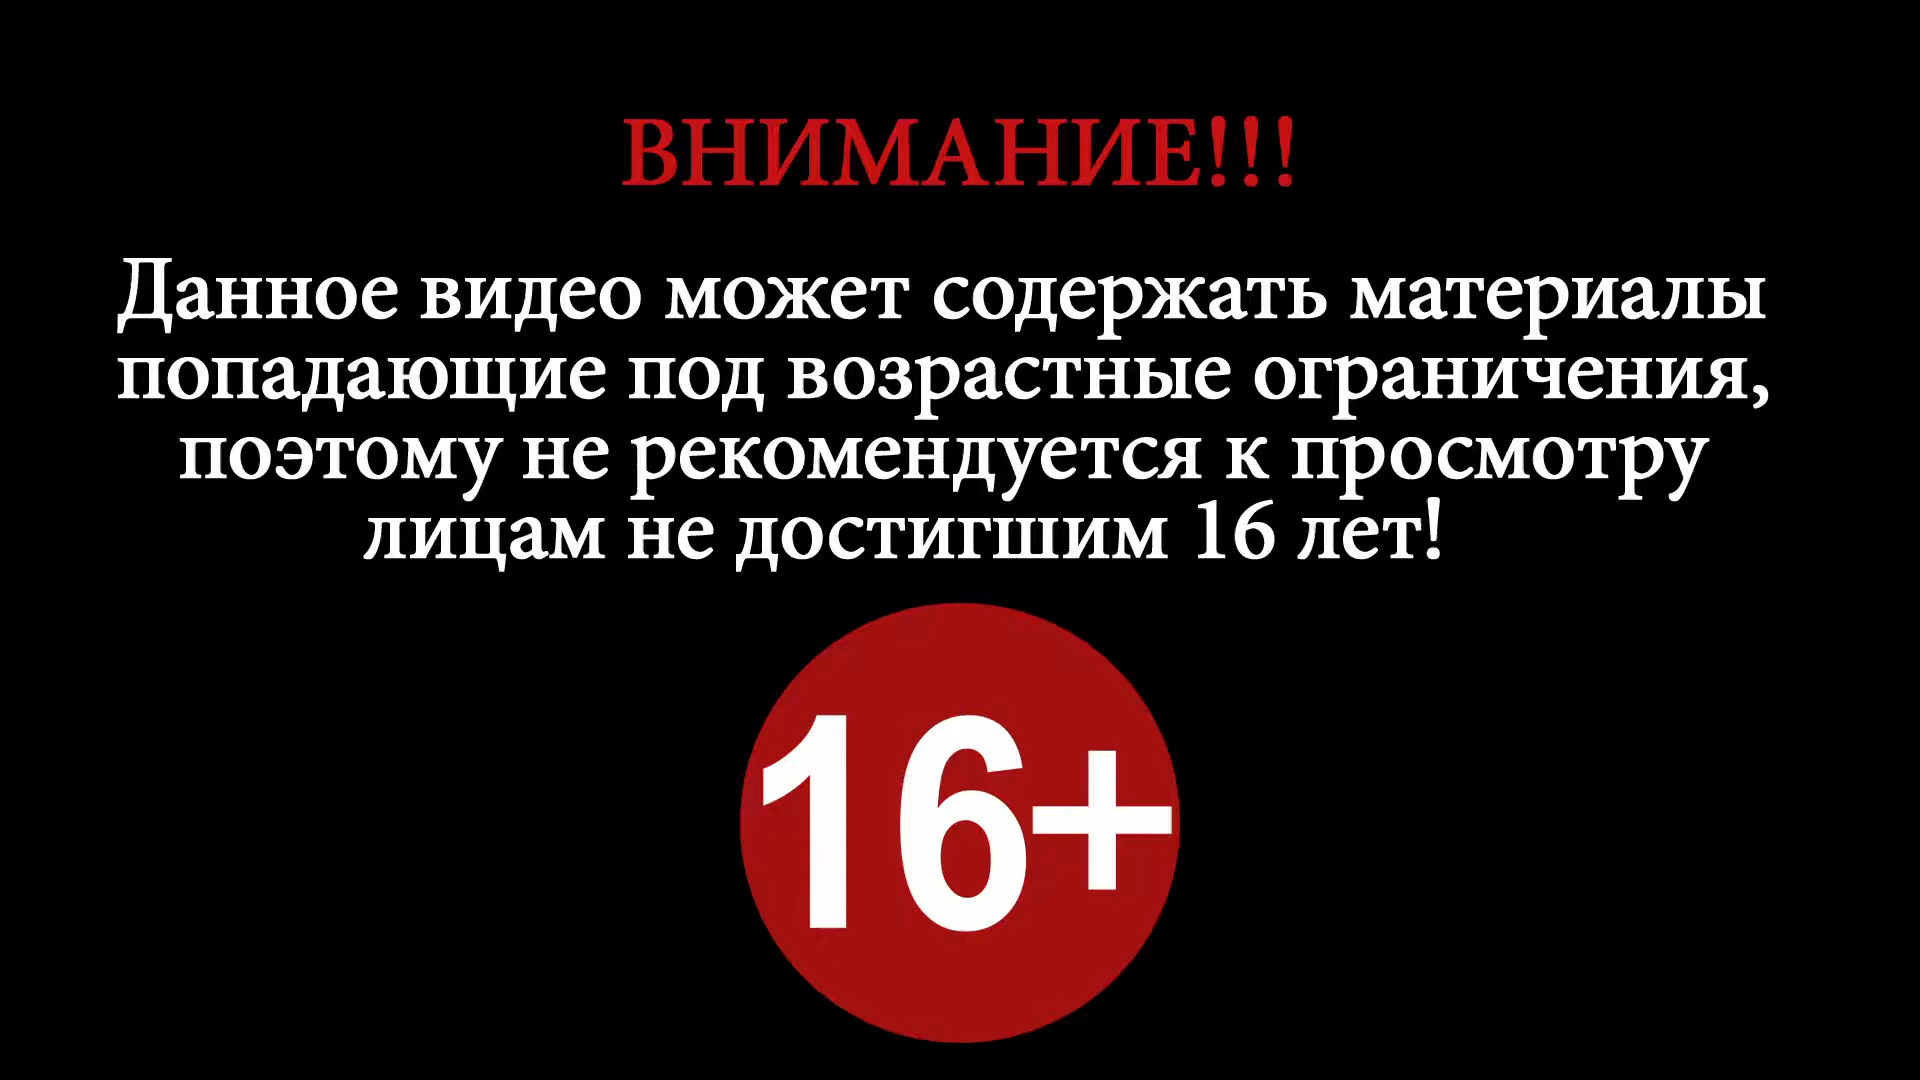 ВНИМАНИЕ!!!
Данное видео может содержать материалы
попадающие под возрастные ограничения,
поэтому не рекомендуется к просмотру
лицам не достигшим 16 лет!
16+